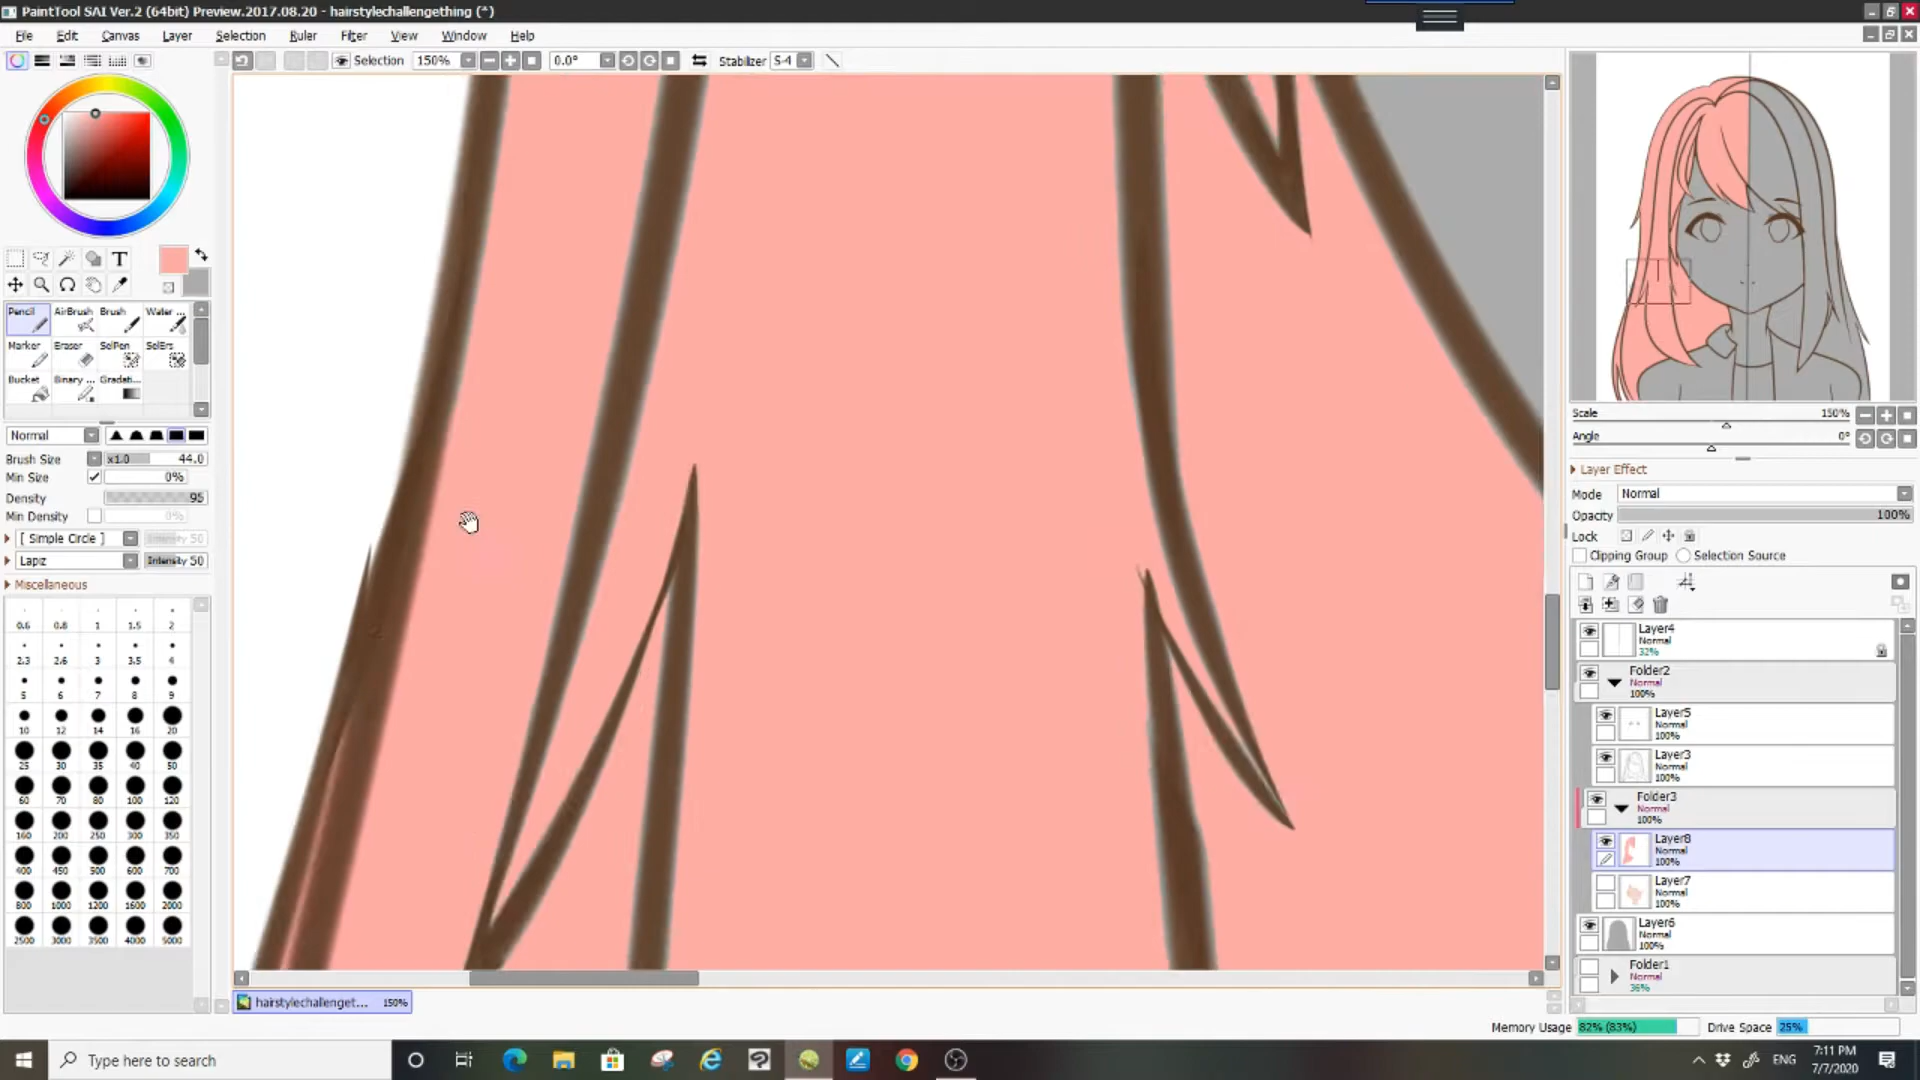 PaintTool SAI Ver.2 (64bit) Preview.2017.08.20 - hairstylechallengething (*)
File Edit Canvas Layer Selection Ruler Filter View Window Help
Selection 150% 0.0° Stabilizer S-4
T
Pencil AirBrush Brush Water ...
Marker Eraser SelPen SelErs
Bucket Binary ... Gradati...
Normal
Brush Size x1.0 44.0
Min Size 0%
Density 95
Min Density 0%
[ Simple Circle ] Intensity 50
Lapiz Intensity 50
Miscellaneous
0.6 0.8 1 1.5 2
2.3 2.6 3 3.5 4
5 6 7 8 9
10 12 14 16 20
25 30 35 40 50
60 70 80 100 120
160 200 250 300 350
400 450 500 600 700
800 1000 1200 1600 2000
2500 3000 3500 4000 5000
Scale 150%
Angle 0°
Layer Effect
Mode Normal
Opacity 100%
Lock
Clipping Group Selection Source
Layer4
Normal
32%
Folder2
Normal
100%
Layer5
Normal
100%
Layer3
Normal
100%
Folder3
Normal
100%
Layer8
Normal
100%
Layer7
Normal
100%
Layer6
Normal
100%
Folder1
Normal
36%
hairstylechallenget... 150%
Memory Usage 82% (83%) Drive Space 25%
Type here to search
ENG
7:11 PM
7/7/2020